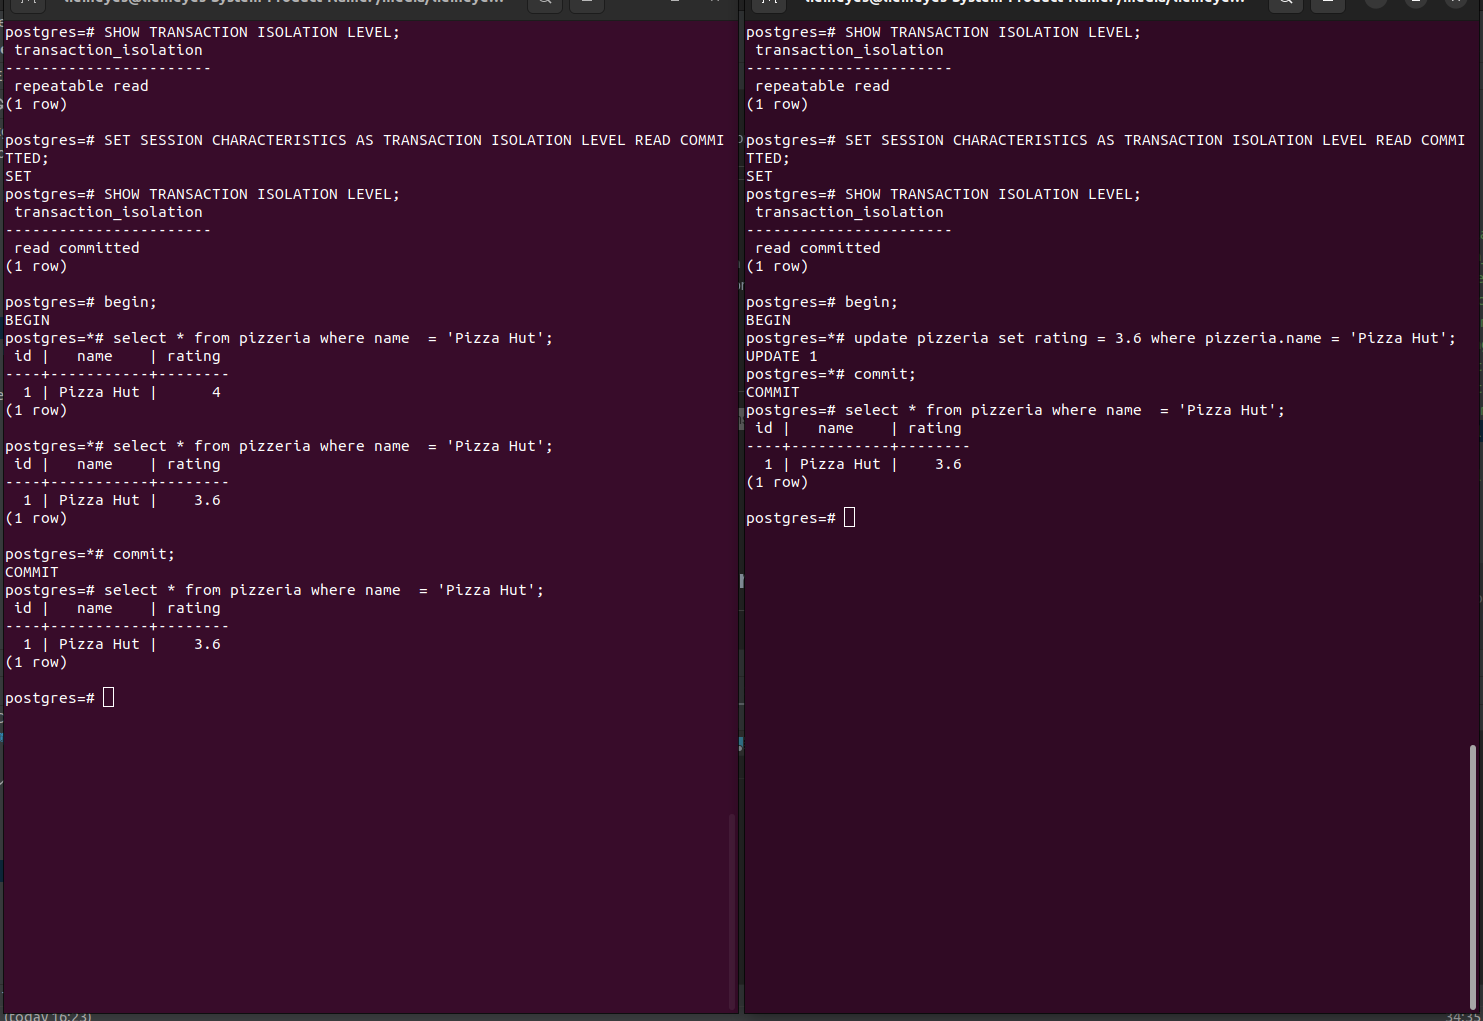 postgres=# SHOW TRANSACTION ISOLATION LEVEL;
 transaction_isolation
-----------------------
 repeatable read
(1 row)

postgres=# SET SESSION CHARACTERISTICS AS TRANSACTION ISOLATION LEVEL READ COMMI
TTED;
SET
postgres=# SHOW TRANSACTION ISOLATION LEVEL;
 transaction_isolation
-----------------------
 read committed
(1 row)

postgres=# begin;
BEGIN
postgres=*# select * from pizzeria where name  = 'Pizza Hut';
 id |   name    | rating
----+-----------+--------
  1 | Pizza Hut |      4
(1 row)

postgres=*# select * from pizzeria where name  = 'Pizza Hut';
 id |   name    | rating
----+-----------+--------
  1 | Pizza Hut |    3.6
(1 row)

postgres=*# commit;
COMMIT
postgres=# select * from pizzeria where name  = 'Pizza Hut';
 id |   name    | rating
----+-----------+--------
  1 | Pizza Hut |    3.6
(1 row)

postgres=#
(today 16:23)

postgres=# SHOW TRANSACTION ISOLATION LEVEL;
 transaction_isolation
-----------------------
 repeatable read
(1 row)

postgres=# SET SESSION CHARACTERISTICS AS TRANSACTION ISOLATION LEVEL READ COMMI
TTED;
SET
postgres=# SHOW TRANSACTION ISOLATION LEVEL;
 transaction_isolation
-----------------------
 read committed
(1 row)

postgres=# begin;
BEGIN
postgres=*# update pizzeria set rating = 3.6 where pizzeria.name = 'Pizza Hut';
UPDATE 1
postgres=*# commit;
COMMIT
postgres=# select * from pizzeria where name  = 'Pizza Hut';
 id |   name    | rating
----+-----------+--------
  1 | Pizza Hut |    3.6
(1 row)

postgres=#